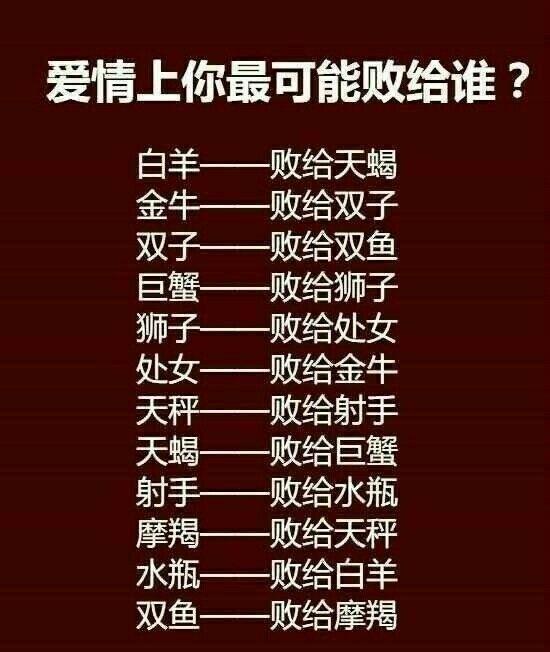 爱情上你最可能败给谁？
白羊——败给天蝎
金牛——败给双子
双子——败给双鱼
巨蟹——败给狮子
狮子——败给处女
处女——败给金牛
天秤——败给射手
天蝎——败给巨蟹
射手——败给水瓶
摩羯——败给天秤
水瓶——败给白羊
双鱼——败给摩羯